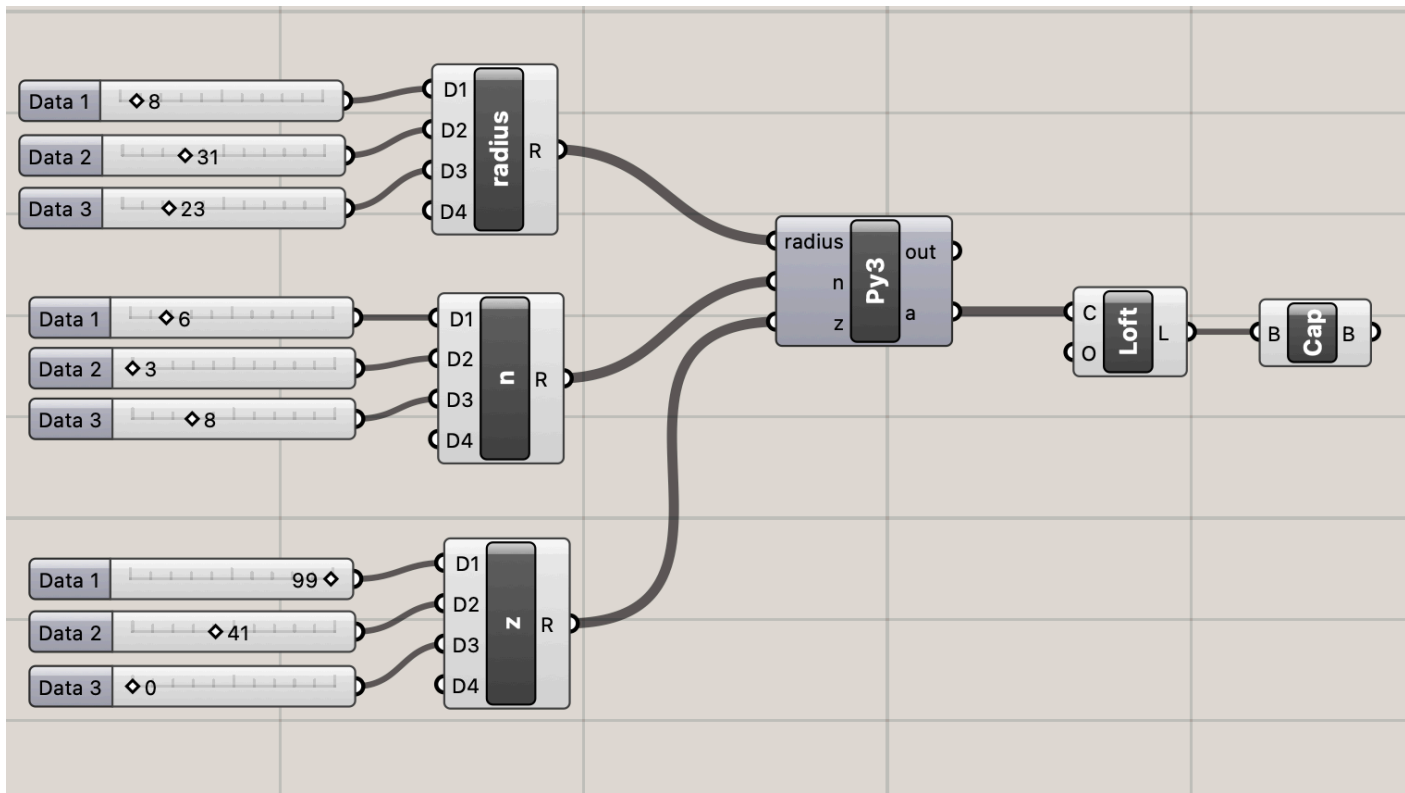 Data 1 8
Data 2 31
Data 3 23
D1
D2
D3
D4
radius
R
Data 1 6
Data 2 3
Data 3 8
D1
D2
D3
D4
n
R
Data 1 99
Data 2 41
Data 3 0
D1
D2
D3
D4
z
R
radius
n
z
Py3
out
a
C
O
Loft
L
B
Cap
B